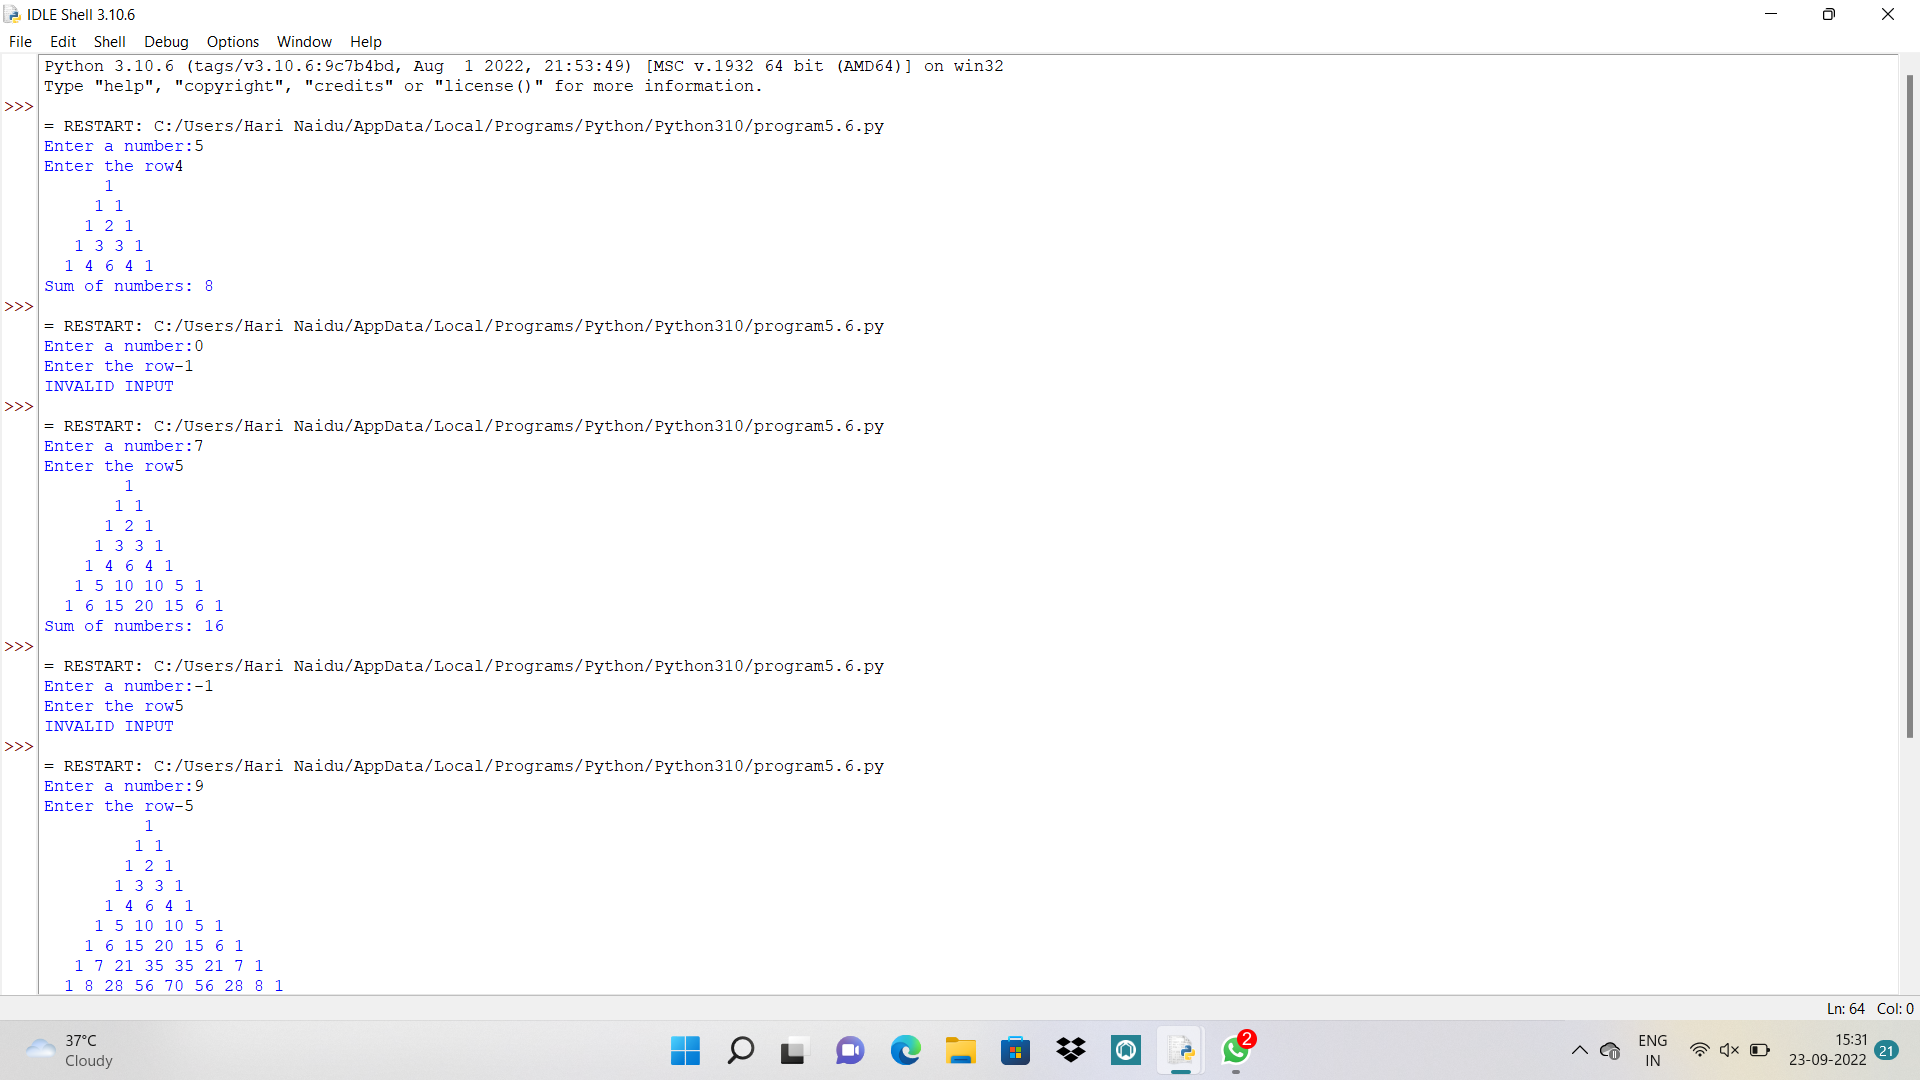 IDLE Shell 3.10.6
File Edit Shell Debug Options Window Help
Python 3.10.6 (tags/v3.10.6:9c7b4bd, Aug  1 2022, 21:53:49) [MSC v.1932 64 bit (AMD64)] on win32
Type "help", "copyright", "credits" or "license()" for more information.
>>>
= RESTART: C:/Users/Hari Naidu/AppData/Local/Programs/Python/Python310/program5.6.py
Enter a number:5
Enter the row4
1
1 1
1 2 1
1 3 3 1
1 4 6 4 1
Sum of numbers: 8
>>>
= RESTART: C:/Users/Hari Naidu/AppData/Local/Programs/Python/Python310/program5.6.py
Enter a number:0
Enter the row-1
INVALID INPUT
>>>
= RESTART: C:/Users/Hari Naidu/AppData/Local/Programs/Python/Python310/program5.6.py
Enter a number:7
Enter the row5
1
1 1
1 2 1
1 3 3 1
1 4 6 4 1
1 5 10 10 5 1
1 6 15 20 15 6 1
Sum of numbers: 16
>>>
= RESTART: C:/Users/Hari Naidu/AppData/Local/Programs/Python/Python310/program5.6.py
Enter a number:-1
Enter the row5
INVALID INPUT
>>>
= RESTART: C:/Users/Hari Naidu/AppData/Local/Programs/Python/Python310/program5.6.py
Enter a number:9
Enter the row-5
1
1 1
1 2 1
1 3 3 1
1 4 6 4 1
1 5 10 10 5 1
1 6 15 20 15 6 1
1 7 21 35 35 21 7 1
1 8 28 56 70 56 28 8 1
Ln: 64 Col: 0
37°C
Cloudy
2
ENG
IN
15:31
23-09-2022
21